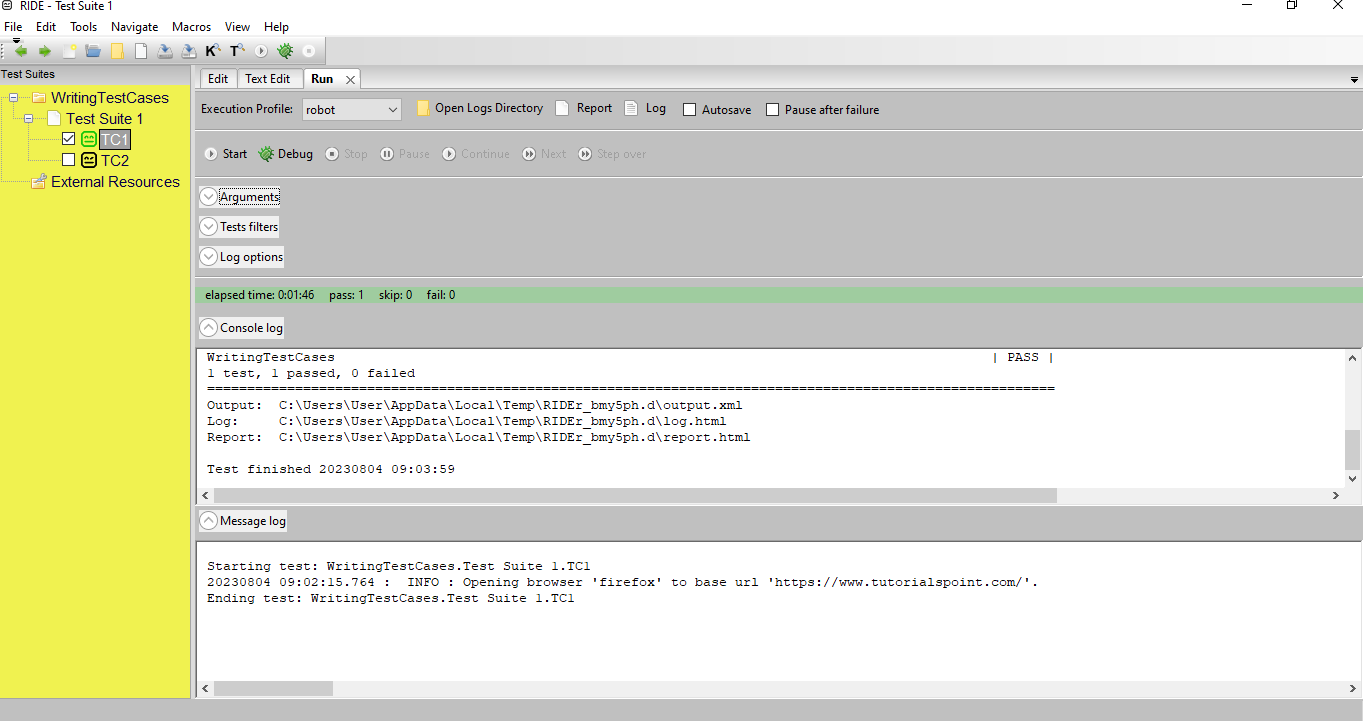 RIDE - Test Suite 1
File Edit Tools Navigate Macros View Help
K T
Test Suites
WritingTestCases
Test Suite 1
TC1
TC2
External Resources
Edit Text Edit Run
Execution Profile: robot Open Logs Directory Report Log Autosave Pause after failure
Start Debug Stop Pause Continue Next Step over
Arguments
Tests filters
Log options
elapsed time: 0:01:46 pass: 1 skip: 0 fail: 0
Console log
WritingTestCases | PASS |
1 test, 1 passed, 0 failed
==========================================================================================================
Output: C:\Users\User\AppData\Local\Temp\RIDEr_bmy5ph.d\output.xml
Log: C:\Users\User\AppData\Local\Temp\RIDEr_bmy5ph.d\log.html
Report: C:\Users\User\AppData\Local\Temp\RIDEr_bmy5ph.d\report.html
Test finished 20230804 09:03:59
Message log
Starting test: WritingTestCases.Test Suite 1.TC1
20230804 09:02:15.764 : INFO : Opening browser 'firefox' to base url 'https://www.tutorialspoint.com/'.
Ending test: WritingTestCases.Test Suite 1.TC1